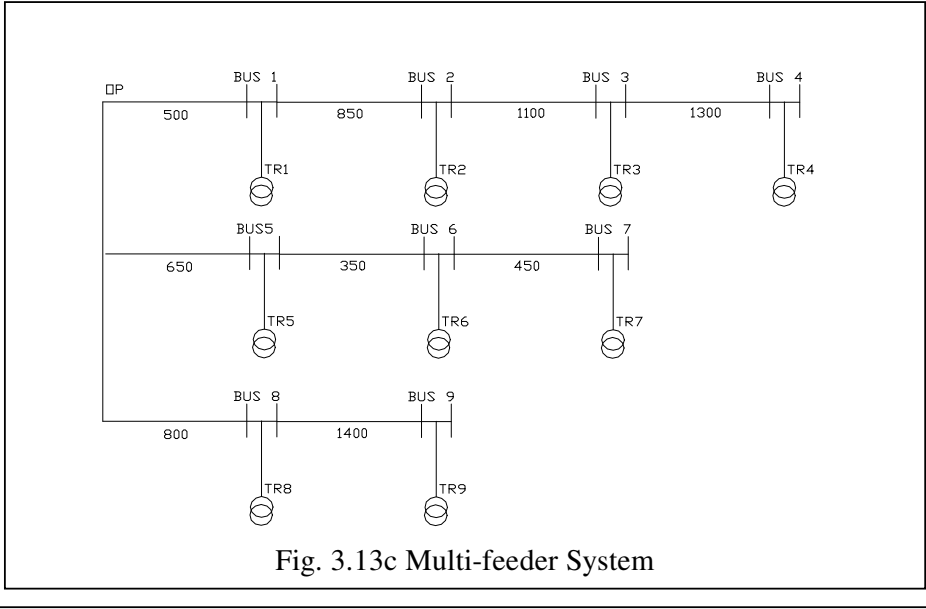 BUS 1 BUS 2 BUS 3 BUS 4
OP
500 850 1100 1300
TR1 TR2 TR3 TR4
BUS5 BUS 6 BUS 7
650 350 450
TR5 TR6 TR7
BUS 8 BUS 9
800 1400
TR8 TR9
Fig. 3.13c Multi-feeder System